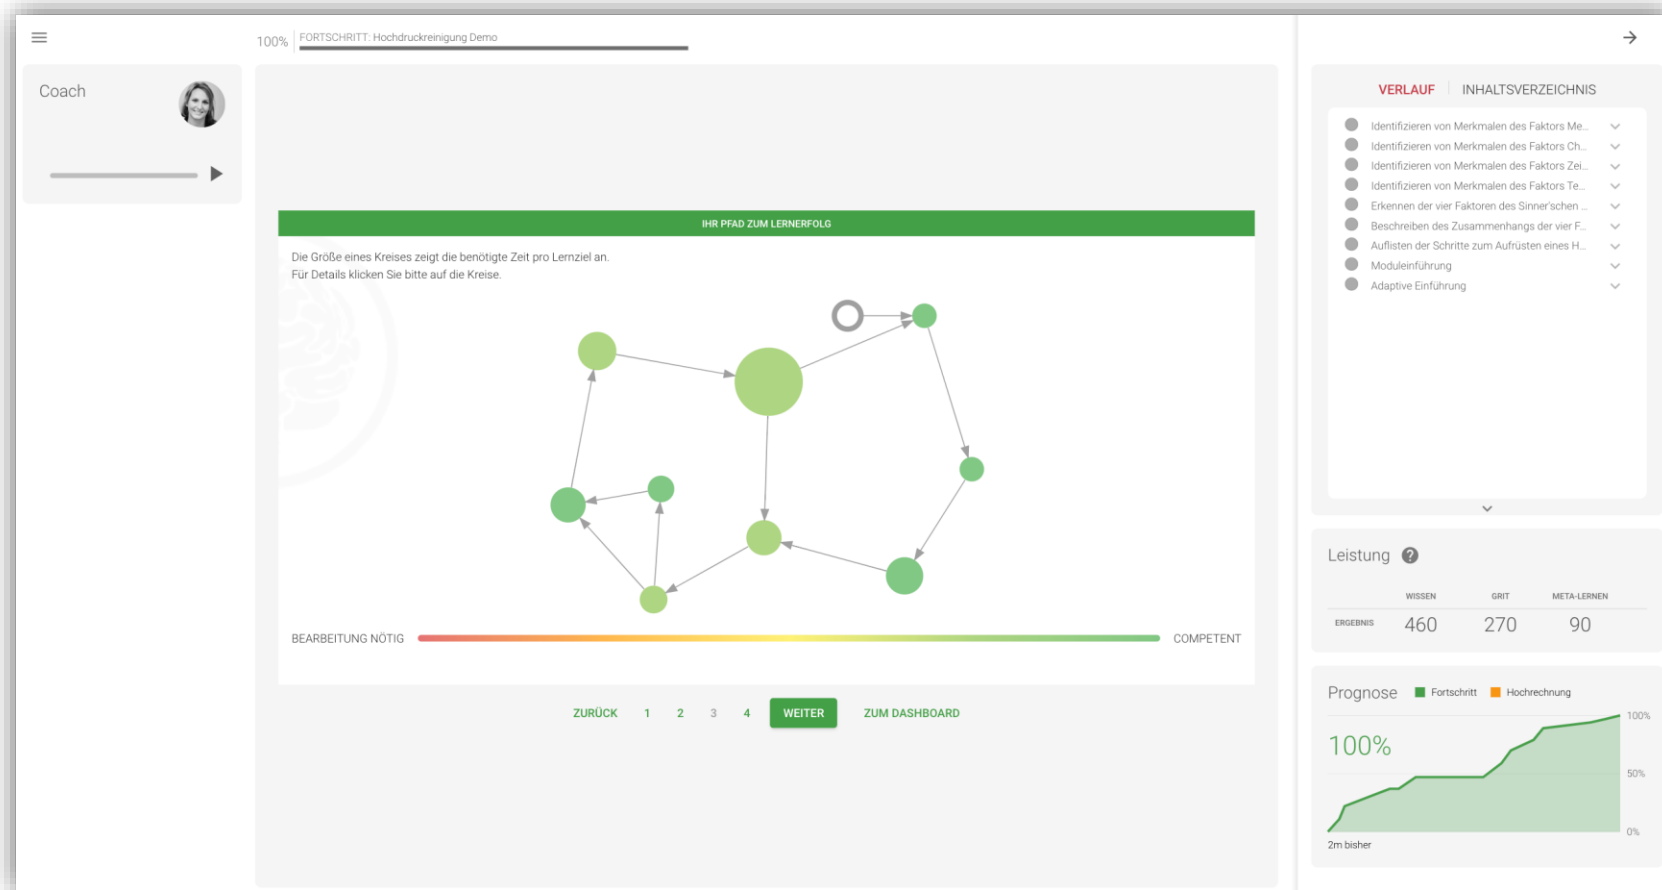 100%
FORTSCHRITT: Hochdruckreinigung Demo
Coach
IHR PFAD ZUM LERNERFOLG
Die Größe eines Kreises zeigt die benötigte Zeit pro Lernziel an.
Für Details klicken Sie bitte auf die Kreise.
BEARBEITUNG NÖTIG
COMPETENT
ZURÜCK 1 2 3 4 WEITER ZUM DASHBOARD
VERLAUF INHALTSVERZEICHNIS
Identifizieren von Merkmalen des Faktors Me...
Identifizieren von Merkmalen des Faktors Ch...
Identifizieren von Merkmalen des Faktors Zei...
Identifizieren von Merkmalen des Faktors Te...
Erkennen der vier Faktoren des Sinner'schen ...
Beschreiben des Zusammenhangs der vier F...
Auflisten der Schritte zum Aufrüsten eines H...
Moduleinführung
Adaptive Einführung
Leistung ?
WISSEN GRIT META-LERNEN
ERGEBNIS 460 270 90
Prognose Fortschritt Hochrechnung
100%
100%
50%
0%
2m bisher